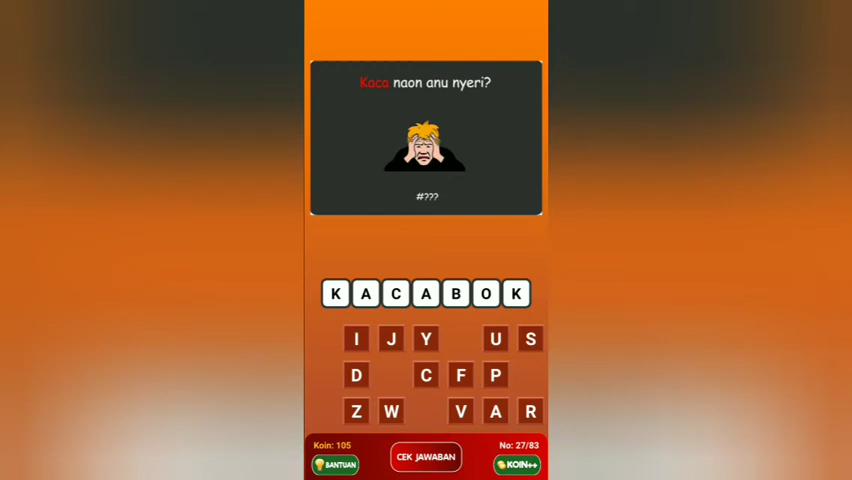 Kaca naon anu nyeri?
#???
K A C A B O K
I J Y U S
D C F P
Z W V A R
Koin: 105 No: 27/83
BANTUAN CEK JAWABAN KOIN++